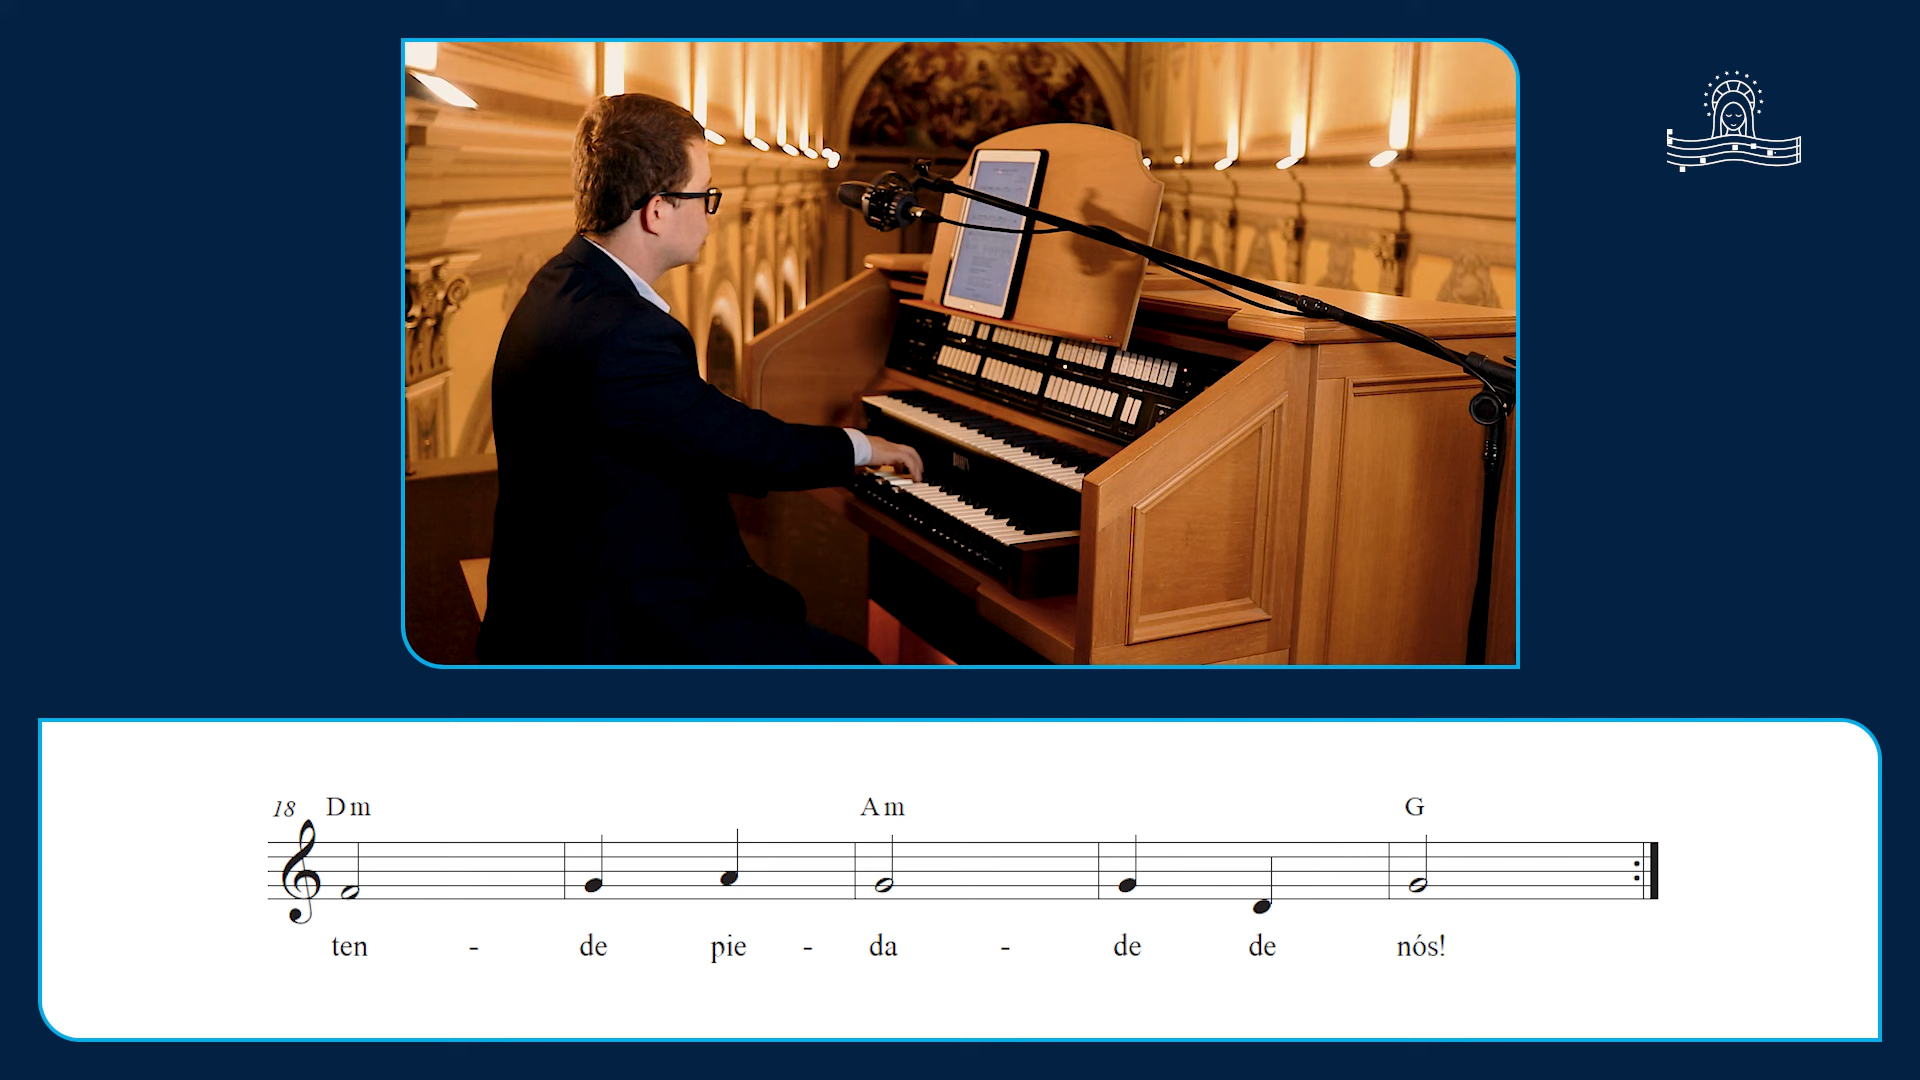 18 Dm Am G
ten - de pie - da - de de nós!